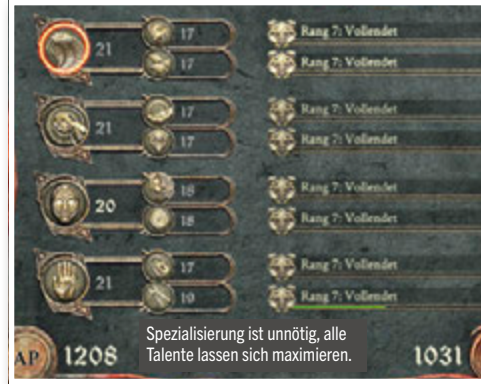 21 17 Rang 7: Vollendet
17 Rang 7: Vollendet
21 17 Rang 7: Vollendet
17 Rang 7: Vollendet
20 18 Rang 7: Vollendet
18 Rang 7: Vollendet
21 17 Rang 7: Vollendet
19 Rang 7: Vollendet
Spezialisierung ist unnötig, alle
Talente lassen sich maximieren.
AP 1208 1031